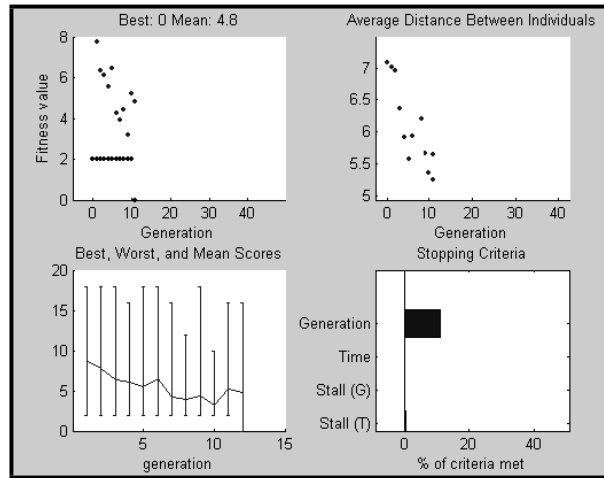 Best: 0 Mean: 4.8
8
6
4
2
0
Fitness value
0 10 20 30 40
Generation
Average Distance Between Individuals
7
6.5
6
5.5
5
0 10 20 30 40
Generation
Best, Worst, and Mean Scores
20
15
10
5
0
5 10 15
generation
Stopping Criteria
Generation
Time
Stall (G)
Stall (T)
0 20 40
% of criteria met